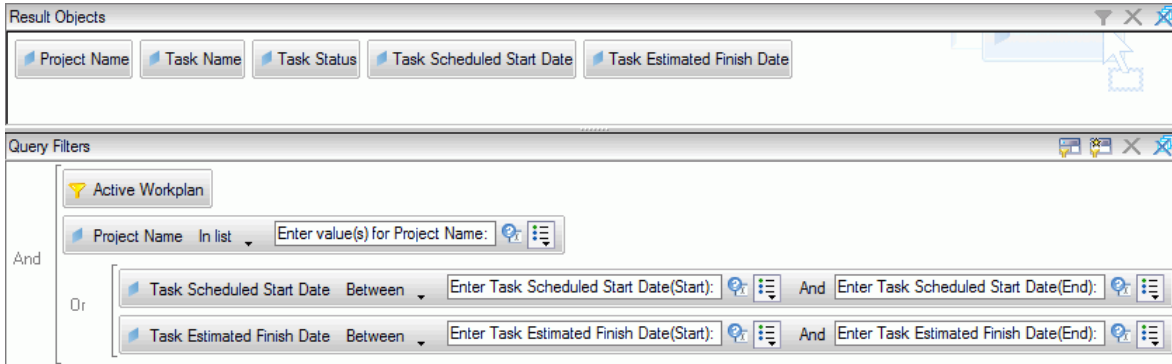 Result Objects
Project Name Task Name Task Status Task Scheduled Start Date Task Estimated Finish Date
Query Filters
Active Workplan
Project Name In list Enter value(s) for Project Name:
And
Or
Task Scheduled Start Date Between Enter Task Scheduled Start Date(Start): And Enter Task Scheduled Start Date(End):
Task Estimated Finish Date Between Enter Task Estimated Finish Date(Start): And Enter Task Estimated Finish Date(End):